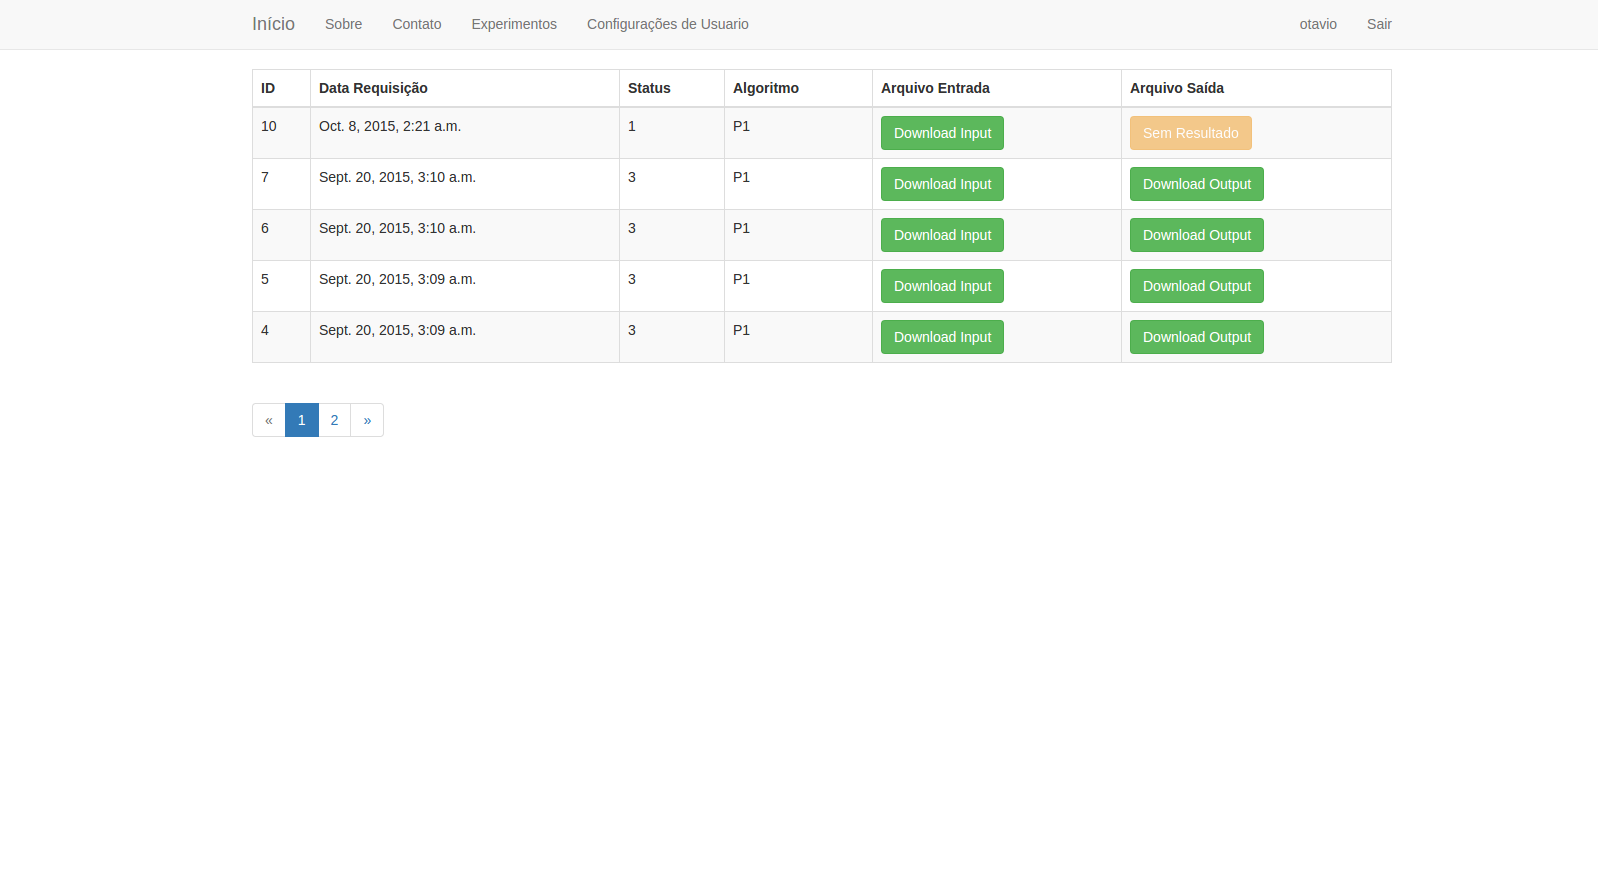 Início Sobre Contato Experimentos Configurações de Usuario otavio Sair
ID Data Requisição Status Algoritmo Arquivo Entrada Arquivo Saída
10 Oct. 8, 2015, 2:21 a.m. 1 P1 Download Input Sem Resultado
7 Sept. 20, 2015, 3:10 a.m. 3 P1 Download Input Download Output
6 Sept. 20, 2015, 3:10 a.m. 3 P1 Download Input Download Output
5 Sept. 20, 2015, 3:09 a.m. 3 P1 Download Input Download Output
4 Sept. 20, 2015, 3:09 a.m. 3 P1 Download Input Download Output
« 1 2 »